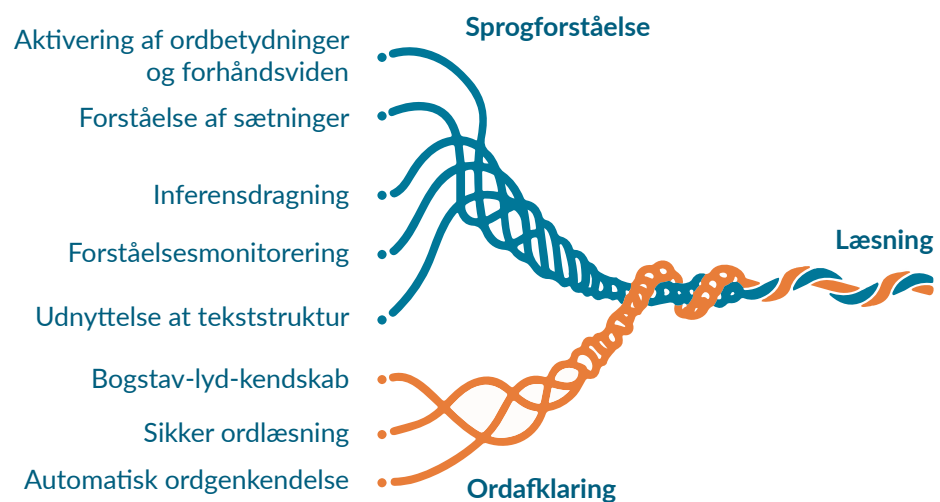 Sprogforståelse
Aktivering af ordbetydninger
og forhåndsviden
Forståelse af sætninger
Inferensdragning
Forståelsesmonitorering
Udnyttelse at tekststruktur
Læsning
Bogstav-lyd-kendskab
Sikker ordlæsning
Automatisk ordgenkendelse
Ordafklaring